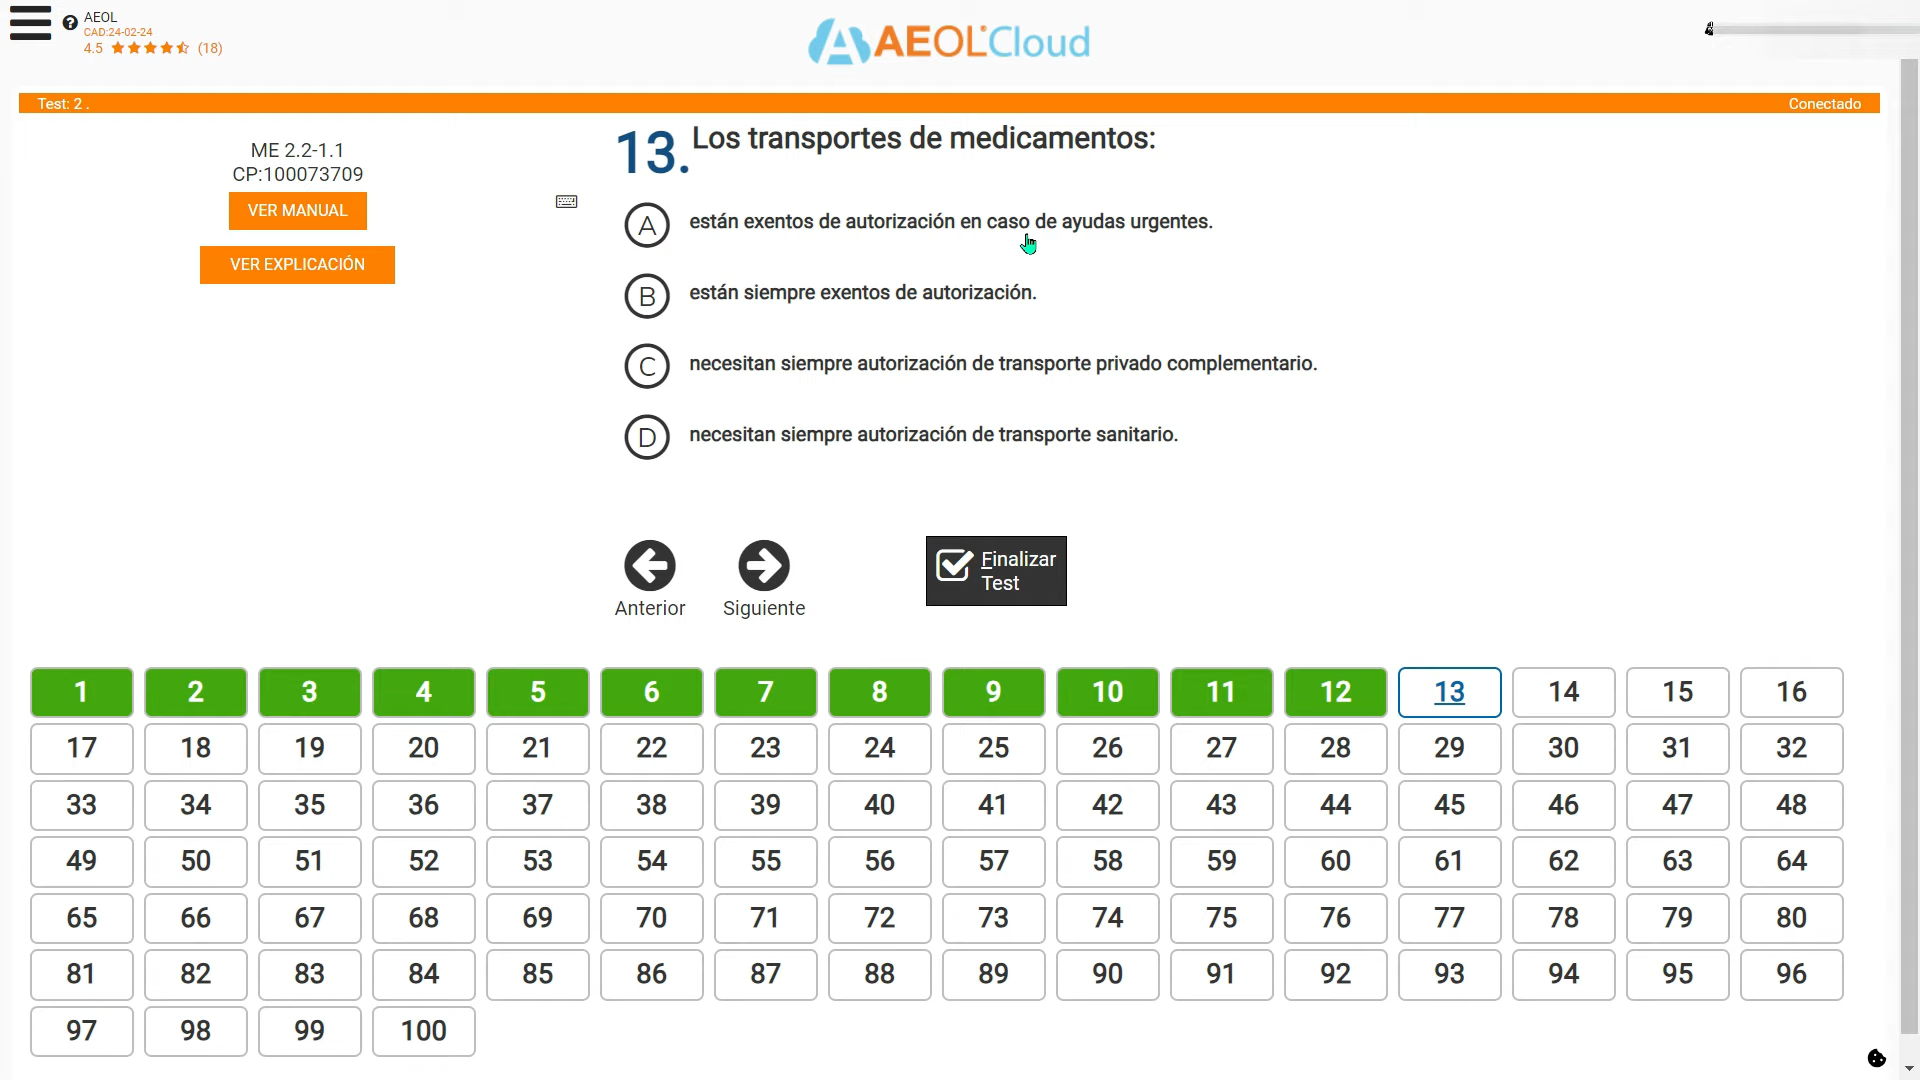 AEOL
CAD:24-02-24
4.5 (18)
AEOL Cloud
Test: 2 .
Conectado
ME 2.2-1.1
CP:100073709
VER MANUAL
VER EXPLICACIÓN
13. Los transportes de medicamentos:
A están exentos de autorización en caso de ayudas urgentes.
B están siempre exentos de autorización.
C necesitan siempre autorización de transporte privado complementario.
D necesitan siempre autorización de transporte sanitario.
Anterior
Siguiente
Finalizar
Test
1 2 3 4 5 6 7 8 9 10 11 12 13 14 15 16
17 18 19 20 21 22 23 24 25 26 27 28 29 30 31 32
33 34 35 36 37 38 39 40 41 42 43 44 45 46 47 48
49 50 51 52 53 54 55 56 57 58 59 60 61 62 63 64
65 66 67 68 69 70 71 72 73 74 75 76 77 78 79 80
81 82 83 84 85 86 87 88 89 90 91 92 93 94 95 96
97 98 99 100